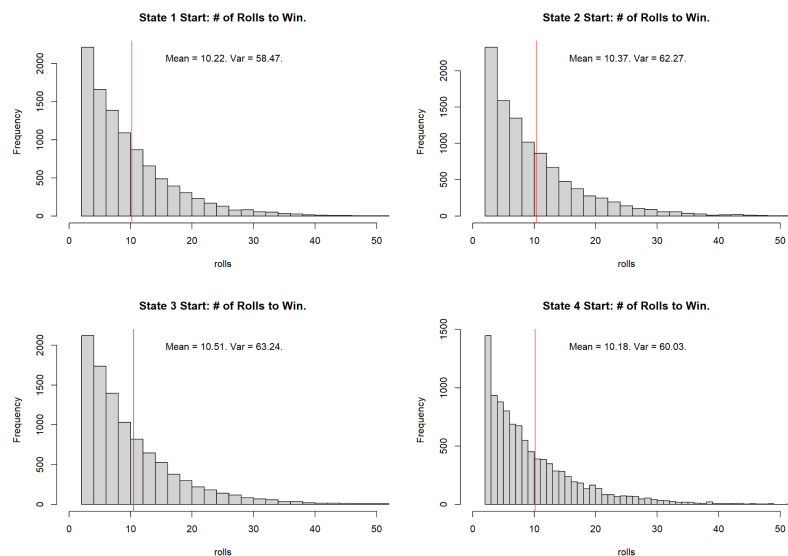 State 1 Start: # of Rolls to Win.
Mean = 10.22. Var = 58.47.
Frequency
0 500 1000 1500 2000
0 10 20 30 40 50
rolls
State 2 Start: # of Rolls to Win.
Mean = 10.37. Var = 62.27.
Frequency
0 500 1000 1500 2000
0 10 20 30 40 50
rolls
State 3 Start: # of Rolls to Win.
Mean = 10.51. Var = 63.24.
Frequency
0 500 1000 1500 2000
0 10 20 30 40 50
rolls
State 4 Start: # of Rolls to Win.
Mean = 10.18. Var = 60.03.
Frequency
0 500 1000 1500
0 10 20 30 40 50
rolls